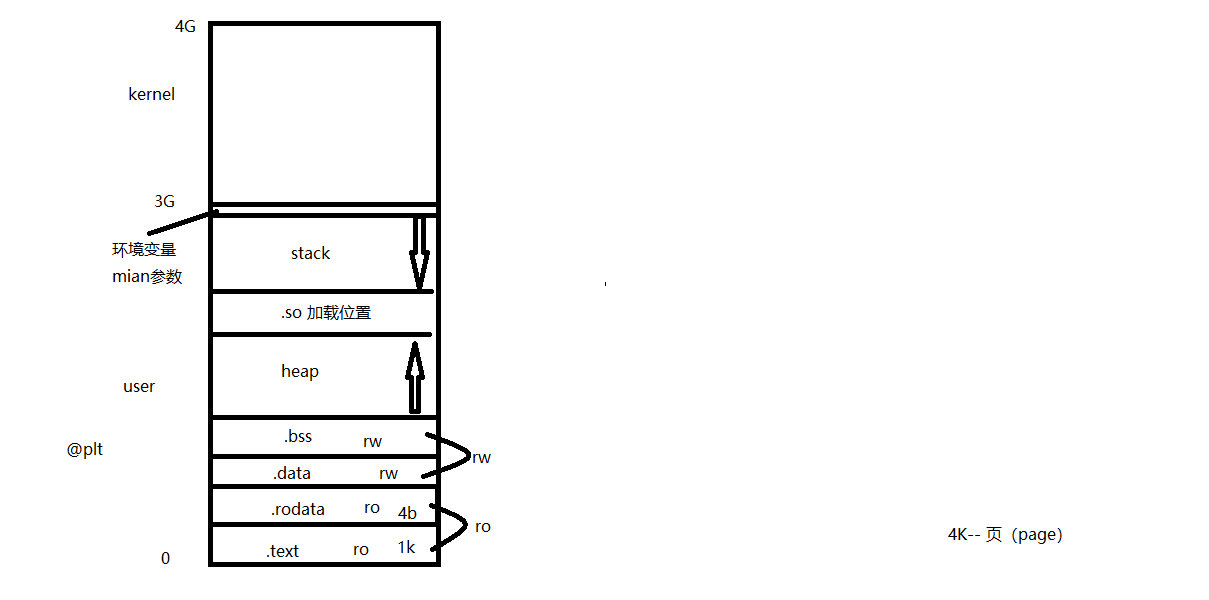 4G
kernel
3G
环境变量
mian参数
stack
.so 加载位置
heap
user
.bss rw
@plt
rw
.data rw
.rodata ro 4b
ro
.text ro 1k
0
4K-- 页（page）